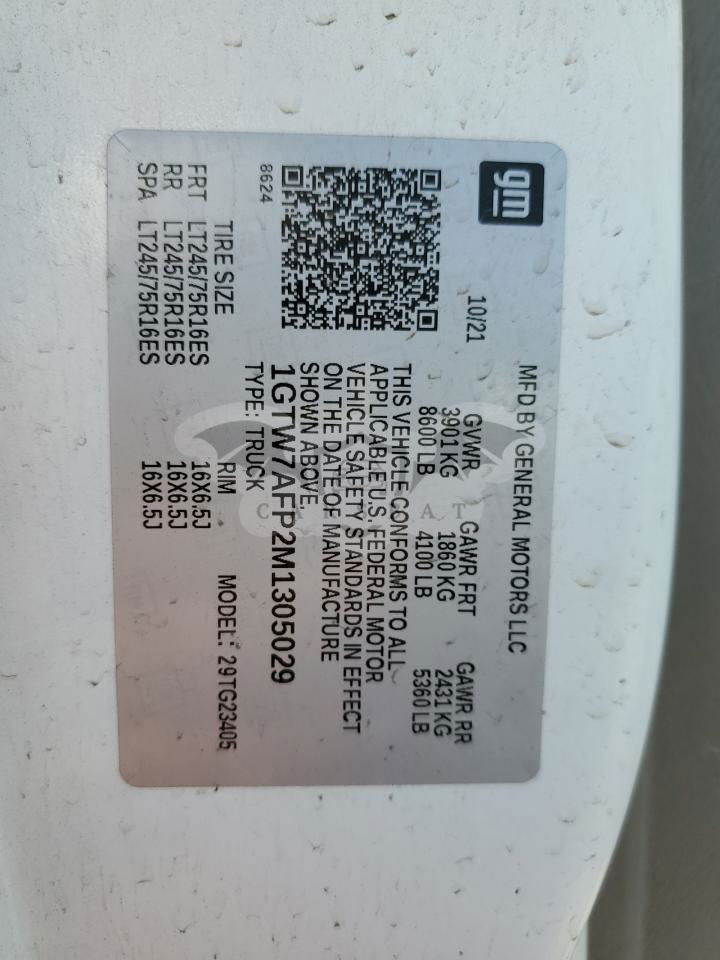 gm
MFD BY GENERAL MOTORS LLC
10/21
GVWR GAWR FRT GAWR RR
3901 KG 1860 KG 2431 KG
8600 LB 4100 LB 5360 LB
THIS VEHICLE CONFORMS TO ALL
APPLICABLE U.S. FEDERAL MOTOR
VEHICLE SAFETY STANDARDS IN EFFECT
ON THE DATE OF MANUFACTURE
SHOWN ABOVE.
1GTW7AFP2M1305029
8624
TYPE: TRUCK
TIRE SIZE RIM MODEL: 29TG23405
FRT LT245/75R16ES 16X6.5J
RR LT245/75R16ES 16X6.5J
SPA LT245/75R16ES 16X6.5J